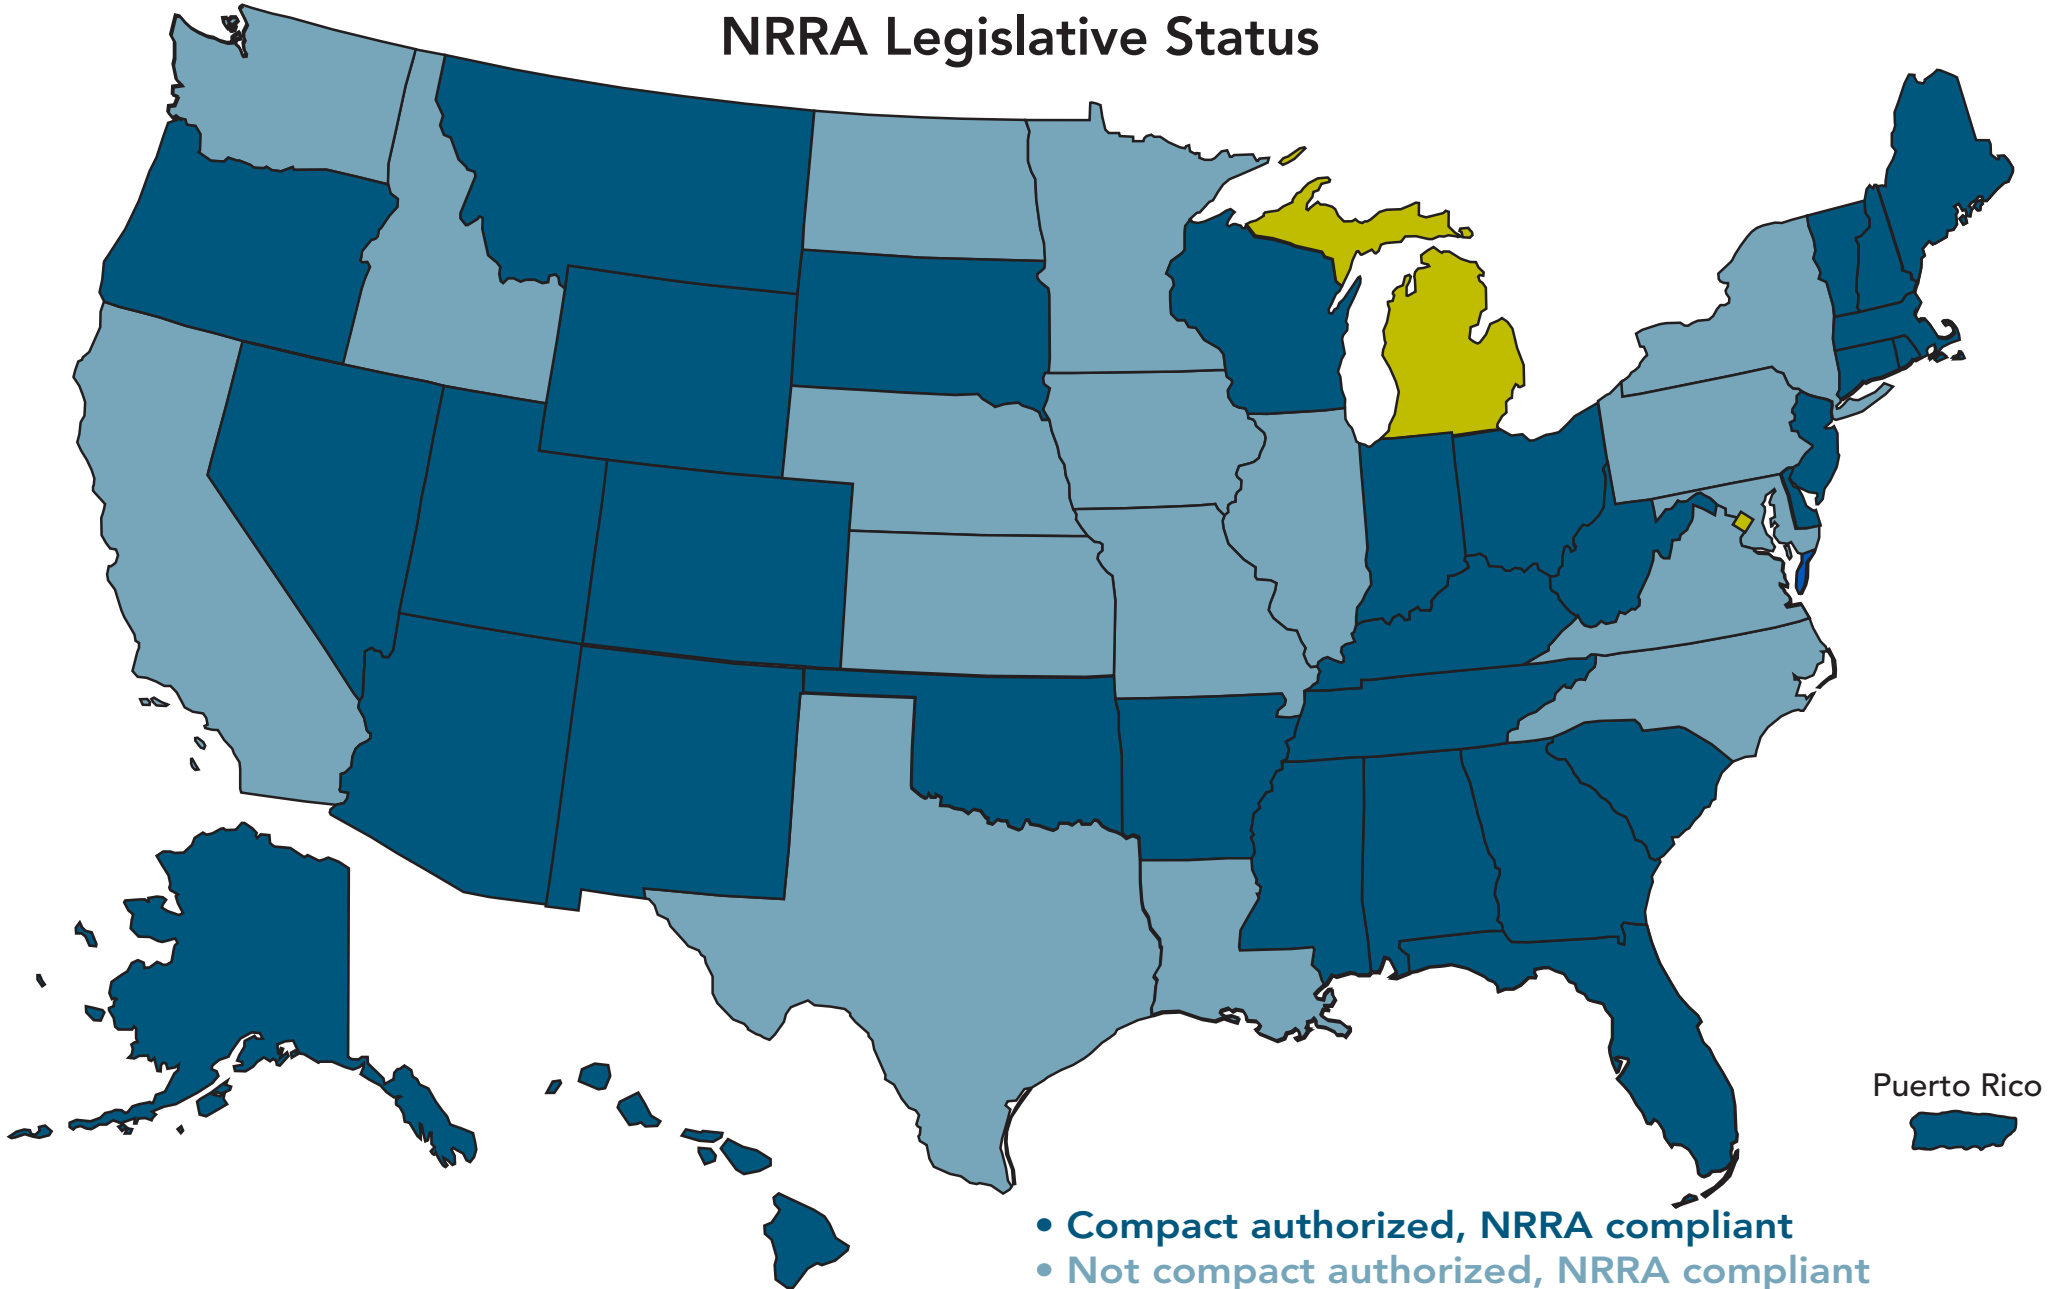 NRRA Legislative Status
Puerto Rico
• Compact authorized, NRRA compliant
• Not compact authorized, NRRA compliant